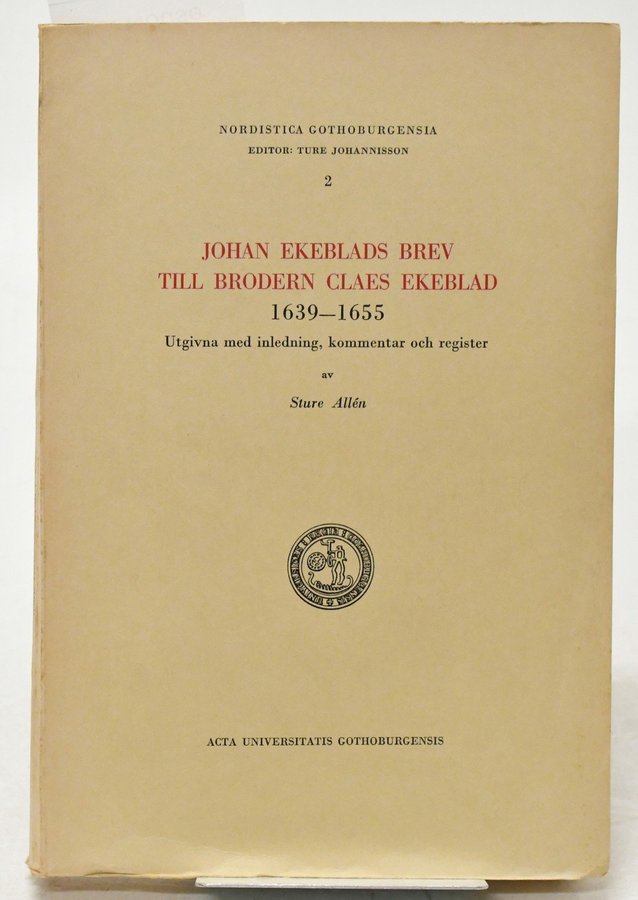 NORDISTICA GOTHOBURGENSIA
EDITOR: TURE JOHANNISSON
2
JOHAN EKEBLADS BREV
TILL BRODERN CLAES EKEBLAD
1639—1655
Utgivna med inledning, kommentar och register
av
Sture Allén
ACTA UNIVERSITATIS GOTHOBURGENSIS